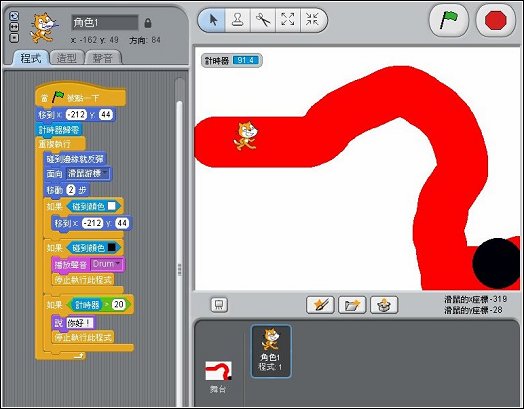 角色1
x: -162 y: 49 方向: 84
程式 造型 聲音
當 被點一下
移到 x: -212 y: 44
計時器歸零
重複執行
碰到邊緣就反彈
面向 滑鼠游標
移動 2 步
如果 碰到顏色
移到 x: -212 y: 44
如果 碰到顏色
播放聲音 Drum
停止執行此程式
如果 計時器 > 20
說 你好！
停止執行此程式
計時器 91.4
滑鼠的x座標 -319
滑鼠的y座標 -28
舞台
角色1
程式: 1